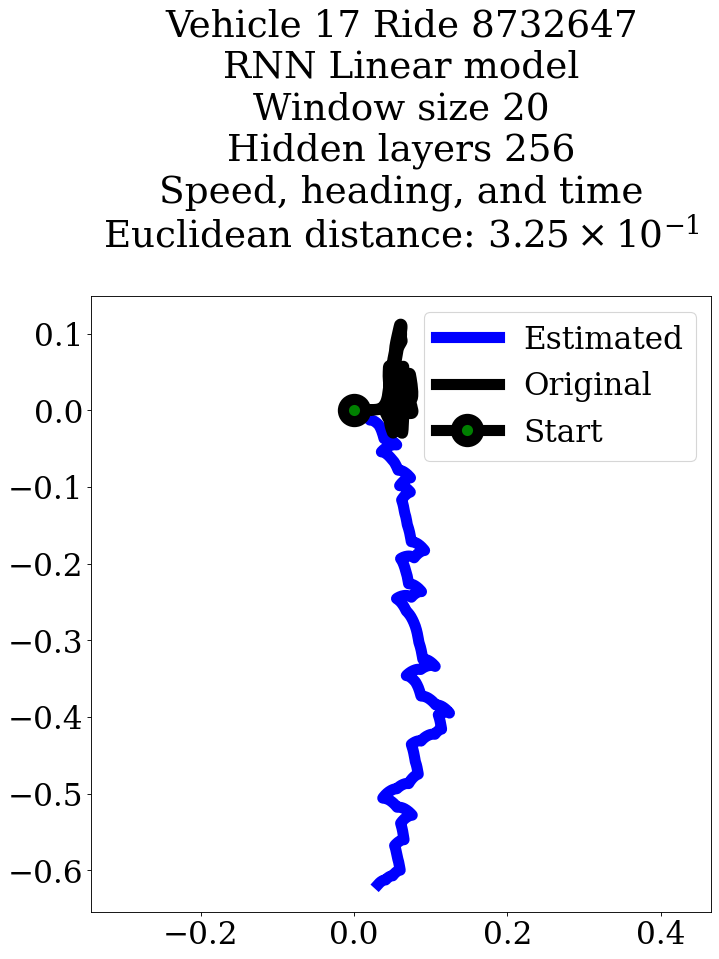 Vehicle 17 Ride 8732647
RNN Linear model
Window size 20
Hidden layers 256
Speed, heading, and time
Euclidean distance: 3.25 × 10⁻¹
Estimated
Original
Start
0.1
0.0
−0.1
−0.2
−0.3
−0.4
−0.5
−0.6
−0.2
0.0
0.2
0.4